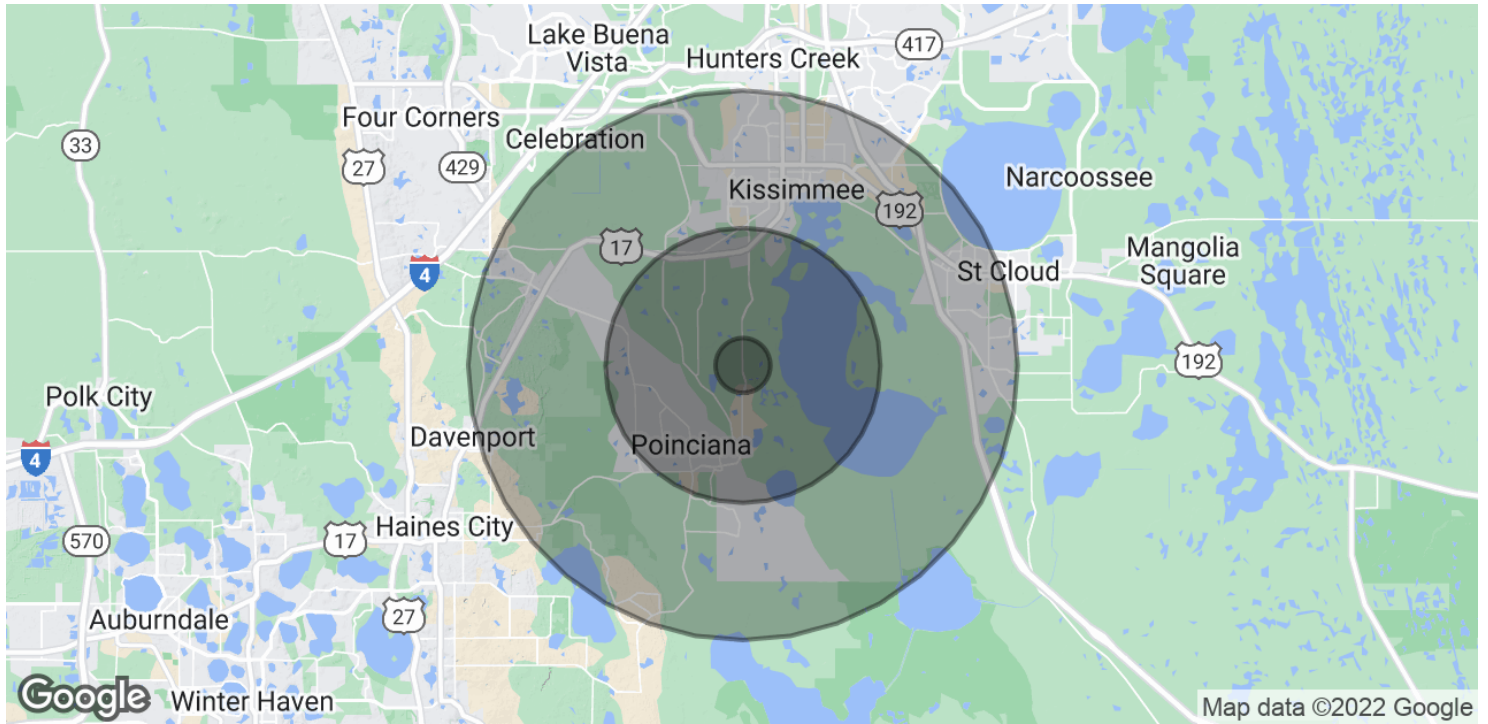 Lake Buena
Vista
Hunters Creek
417
Four Corners
33
Celebration
27
429
Narcoossee
Kissimmee
192
17
Mangolia
Square
St Cloud
4
192
Polk City
Davenport
Poinciana
4
Haines City
570
17
Auburndale
27
Winter Haven
Google
Map data ©2022 Google